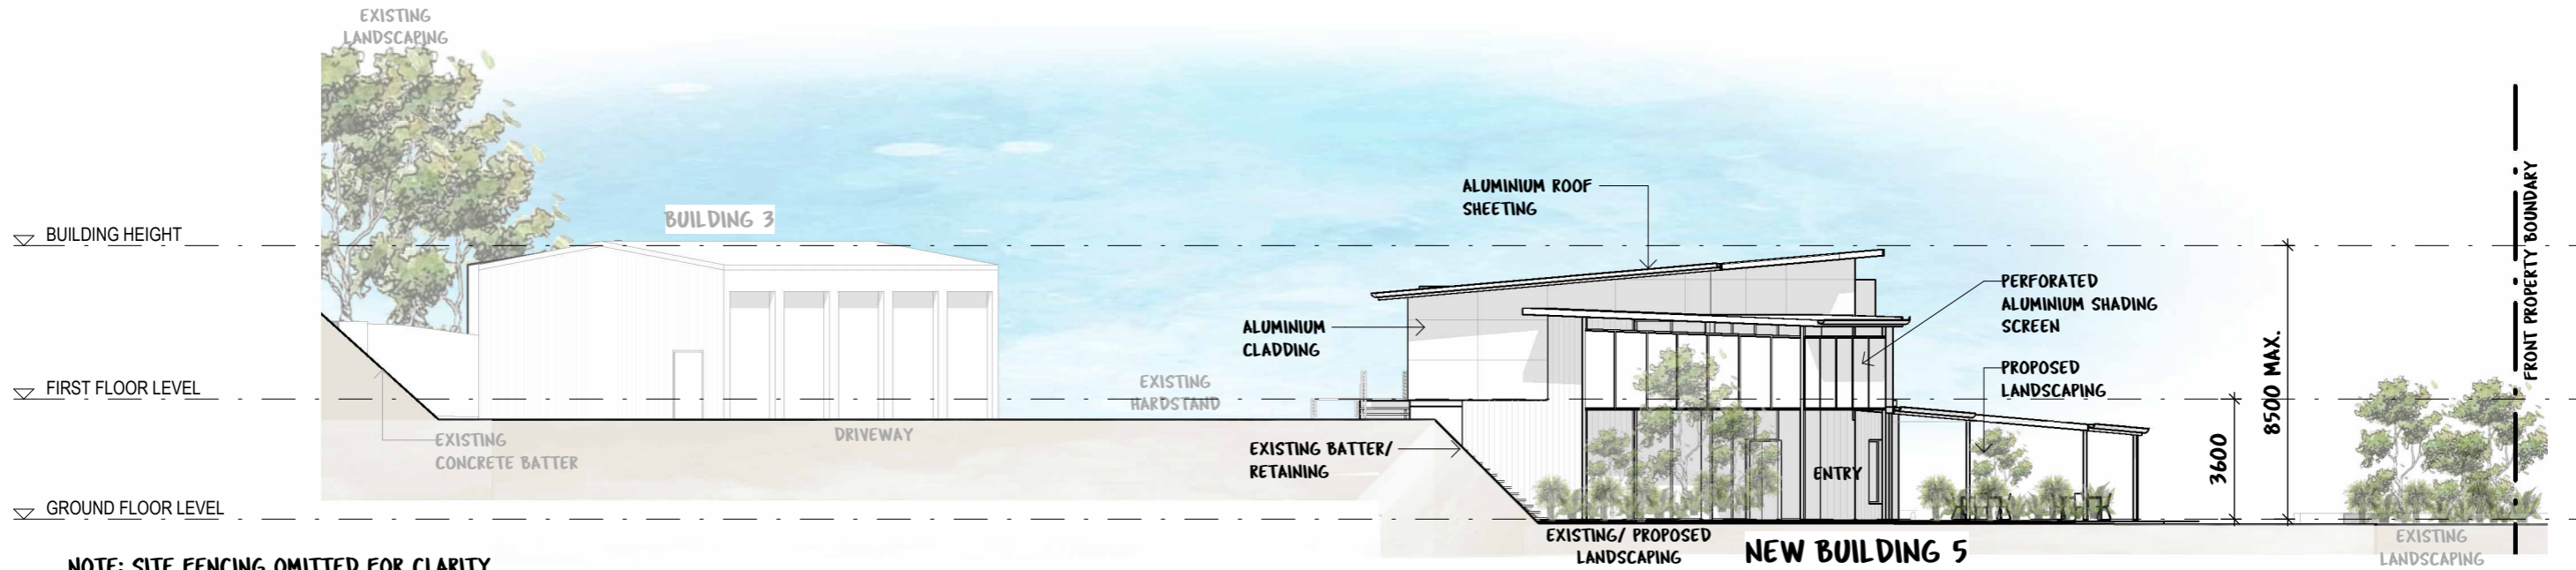 EXISTING
LANDSCAPING
BUILDING 3
ALUMINIUM ROOF
SHEETING
BUILDING HEIGHT
PERFORATED
ALUMINIUM SHADING
SCREEN
FRONT PROPERTY BOUNDARY
ALUMINIUM
CLADDING
8500 MAX.
PROPOSED
LANDSCAPING
FIRST FLOOR LEVEL
EXISTING
HARDSTAND
DRIVEWAY
EXISTING
CONCRETE BATTER
EXISTING BATTER/
RETAINING
ENTRY
3600
GROUND FLOOR LEVEL
EXISTING/ PROPOSED
LANDSCAPING
NEW BUILDING 5
EXISTING
LANDSCAPING
NOTE: SITE FENCING OMITTED FOR CLARITY